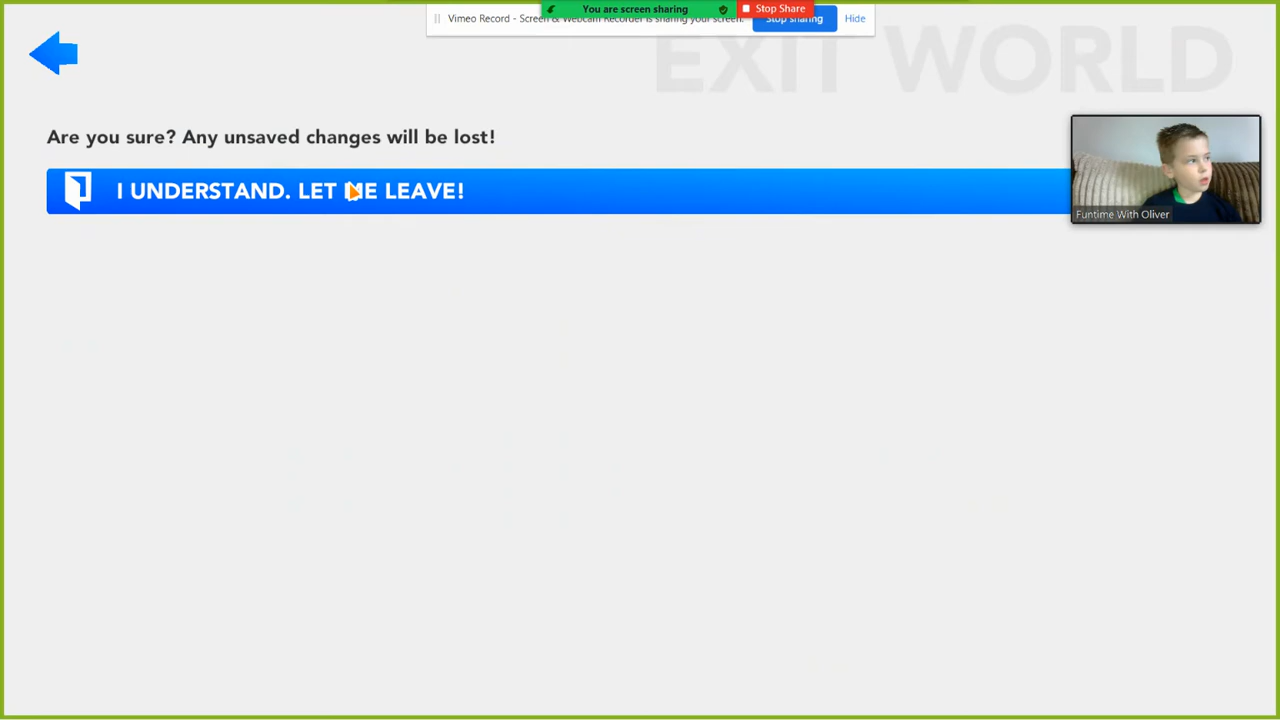 You are screen sharing
Stop Share
Vimeo Record - Screen & Webcam Recorder is sharing your screen.
Stop sharing
Hide
EXIT WORLD
Are you sure? Any unsaved changes will be lost!
I UNDERSTAND. LET ME LEAVE!
Funtime With Oliver